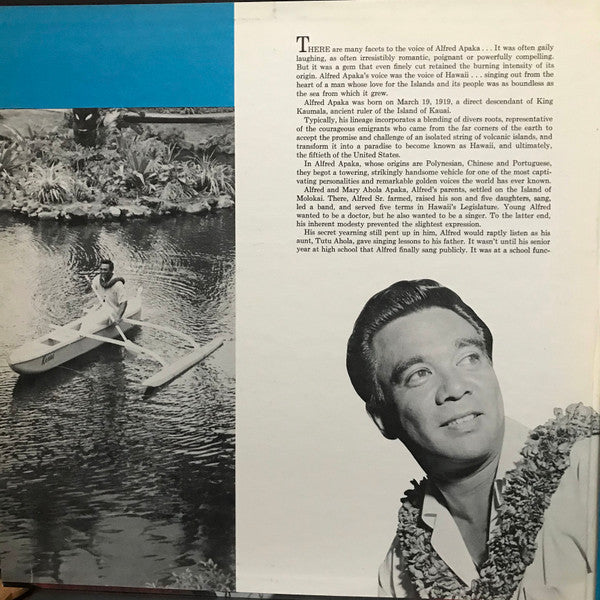 THERE are many facets to the voice of Alfred Apaka . . . It was often gaily
laughing, as often irresistibly romantic, poignant or powerfully compelling.
But it was a gem that even finely cut retained the burning intensity of its
origin. Alfred Apaka's voice was the voice of Hawaii . . . singing out from the
heart of a man whose love for the Islands and its people was as boundless as
the sea from which it grew.
Alfred Apaka was born on March 19, 1919, a direct descendant of King
Kaumala, ancient ruler of the Island of Kauai.
Typically, his lineage incorporates a blending of divers roots, representative
of the courageous emigrants who came from the far corners of the earth to
accept the promise and challenge of an isolated string of volcanic islands, and
transform it into a paradise to become known as Hawaii, and ultimately,
the fiftieth of the United States.
In Alfred Apaka, whose origins are Polynesian, Chinese and Portuguese,
they begot a towering, strikingly handsome vehicle for one of the most capti-
vating personalities and remarkable golden voices the world has ever known.
Alfred and Mary Ahola Apaka, Alfred's parents, settled on the Island of
Molokai. There, Alfred Sr. farmed, raised his son and five daughters, sang,
led a band, and served five terms in Hawaii's Legislature. Young Alfred
wanted to be a doctor, but he also wanted to be a singer. To the latter end,
his inherent modesty prevented the slightest expression.
His secret yearning still pent up in him, Alfred would raptly listen as his
aunt, Tutu Ahola, gave singing lessons to his father. It wasn't until his senior
year at high school that Alfred finally sang publicly. It was at a school func-